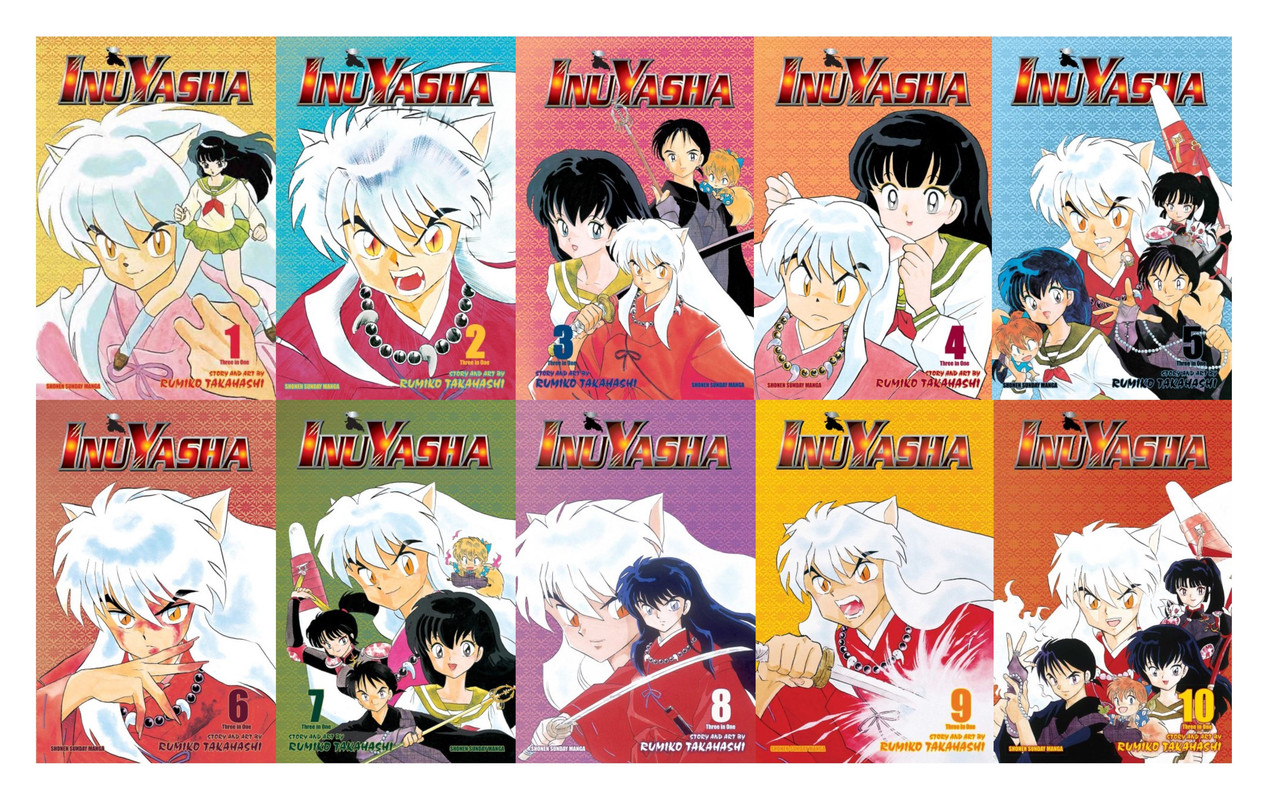 INUYASHA
1
Three in One
STORY AND ART BY
RUMIKO TAKAHASHI
SHONEN SUNDAY MANGA
INUYASHA
2
Three in One
STORY AND ART BY
RUMIKO TAKAHASHI
SHONEN SUNDAY MANGA
INUYASHA
3
Three in One
STORY AND ART BY
RUMIKO TAKAHASHI
SHONEN SUNDAY MANGA
INUYASHA
4
Three in One
STORY AND ART BY
RUMIKO TAKAHASHI
SHONEN SUNDAY MANGA
INUYASHA
5
Three in One
STORY AND ART BY
RUMIKO TAKAHASHI
SHONEN SUNDAY MANGA
INUYASHA
6
Three in One
STORY AND ART BY
RUMIKO TAKAHASHI
SHONEN SUNDAY MANGA
INUYASHA
7
Three in One
STORY AND ART BY
RUMIKO TAKAHASHI
SHONEN SUNDAY MANGA
INUYASHA
8
Three in One
STORY AND ART BY
RUMIKO TAKAHASHI
SHONEN SUNDAY MANGA
INUYASHA
9
Three in One
STORY AND ART BY
RUMIKO TAKAHASHI
SHONEN SUNDAY MANGA
INUYASHA
10
Three in One
STORY AND ART BY
RUMIKO TAKAHASHI
SHONEN SUNDAY MANGA